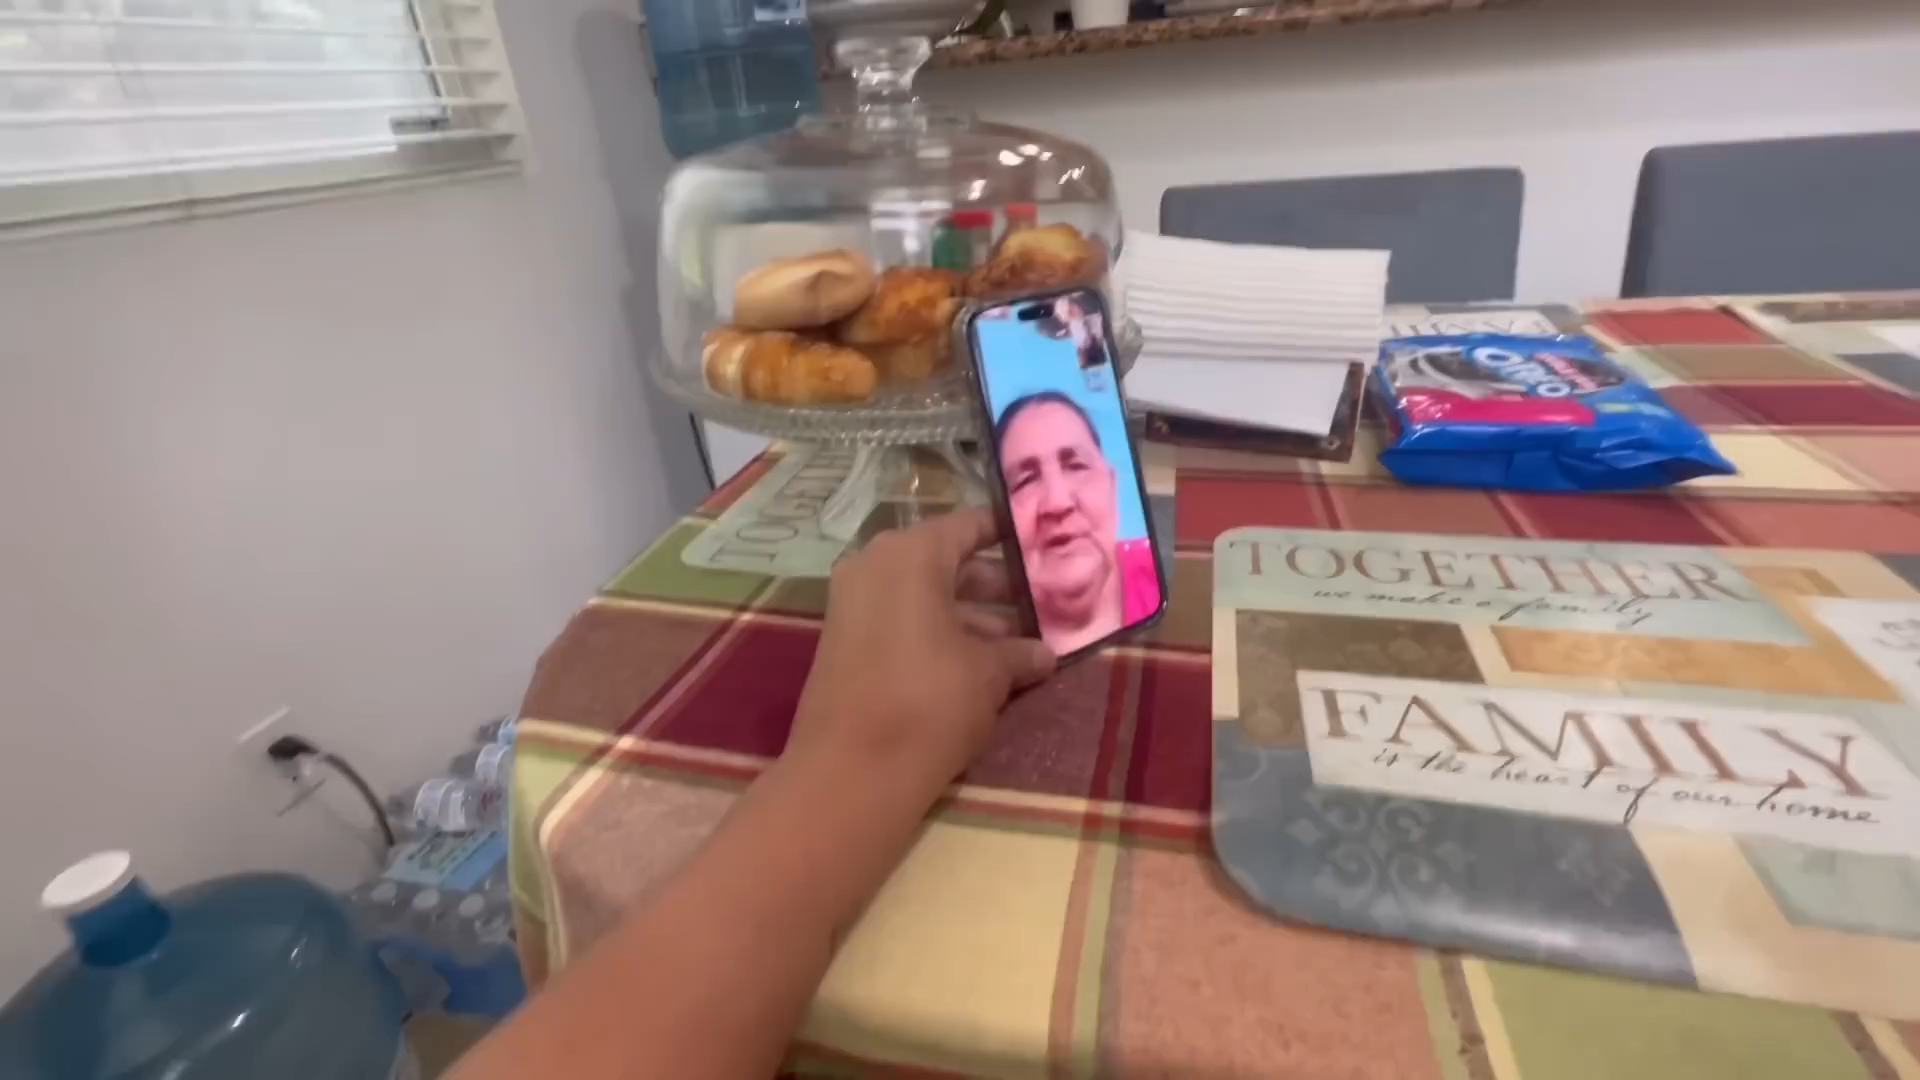 TOGETHER
OREO
TOGETHER
we make a family
FAMILY
is the heart of our home